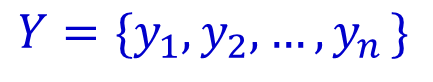 Y = {y₁, y₂, …, yₙ}